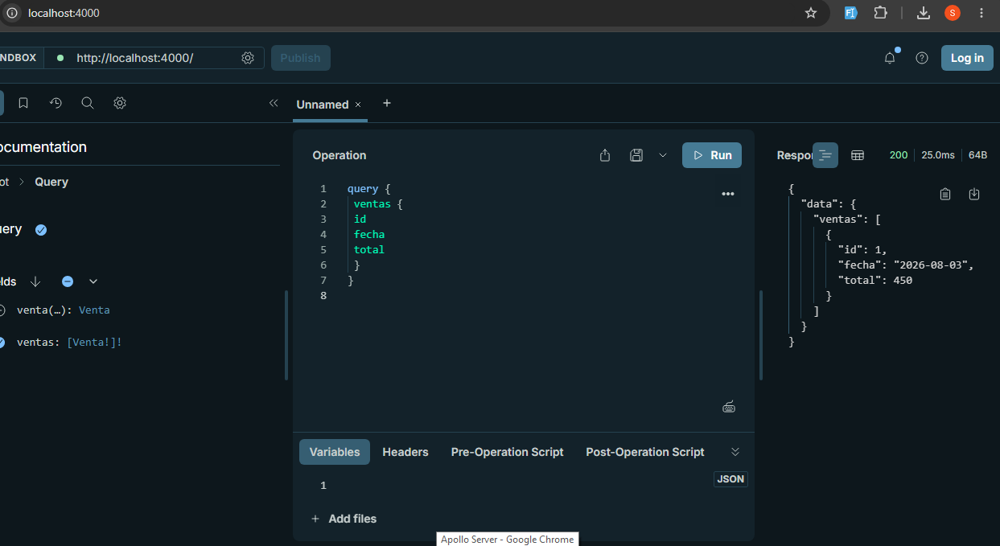 localhost:4000
S
NDBOX
http://localhost:4000/
Publish
Log in
Unnamed
ocumentation
ot > Query
ery
lds
venta(…): Venta
ventas: [Venta!]!
Operation
Run
1 query {
2 ventas {
3 id
4 fecha
5 total
6 }
7 }
8
Variables
Headers
Pre-Operation Script
Post-Operation Script
JSON
1
+ Add files
Respo
200
25.0ms
64B
{
"data": {
"ventas": [
{
"id": 1,
"fecha": "2026-08-03",
"total": 450
}
]
}
}
Apollo Server - Google Chrome